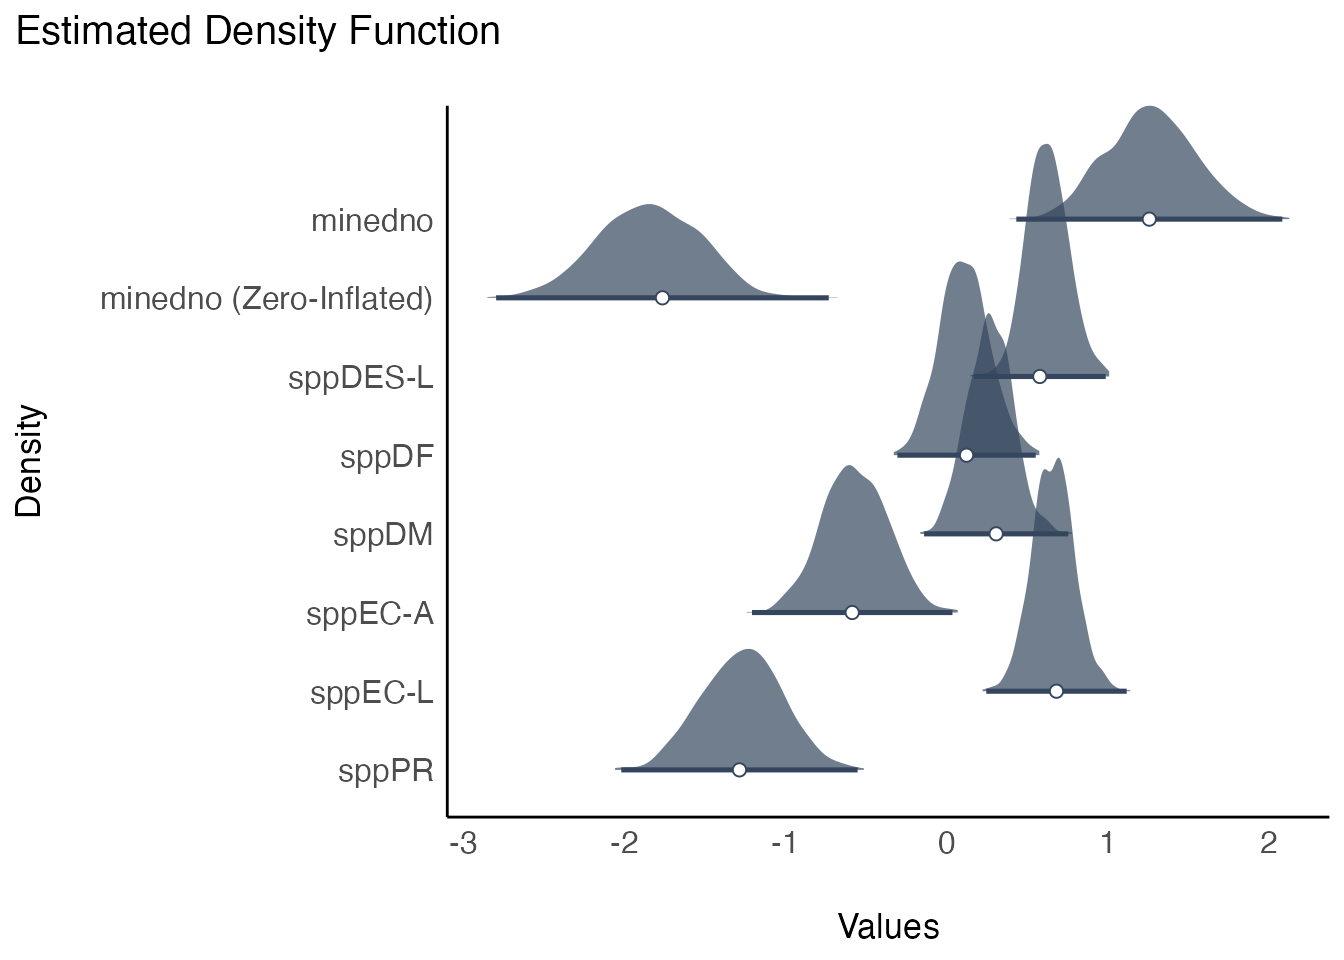 Estimated Density Function
Density
minedno
minedno (Zero-Inflated)
sppDES-L
sppDF
sppDM
sppEC-A
sppEC-L
sppPR
-3 -2 -1 0 1 2
Values